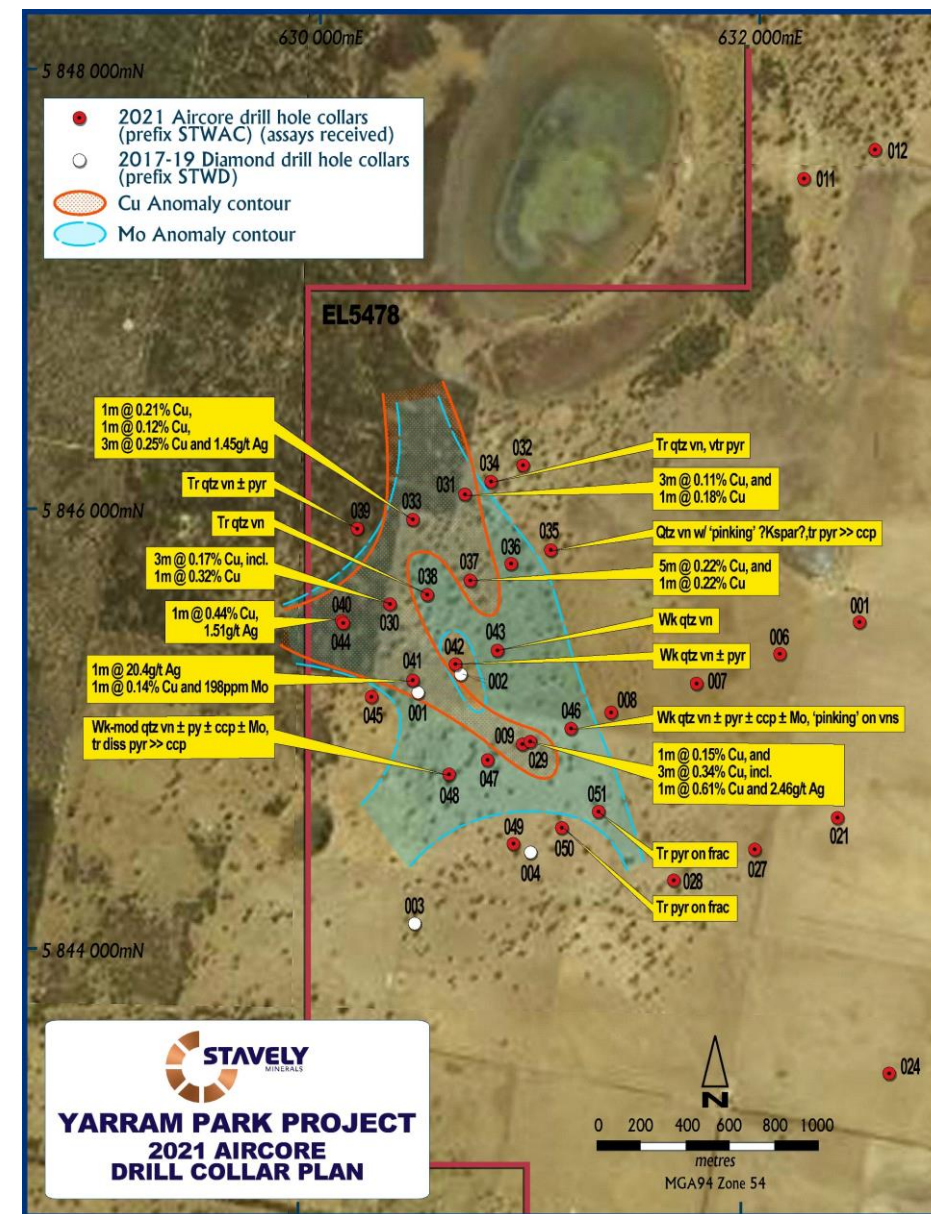 630 000mE
632 000mE
5 848 000mN
2021 Aircore drill hole collars
(prefix STWAC) (assays received)
2017-19 Diamond drill hole collars
(prefix STWD)
Cu Anomaly contour
Mo Anomaly contour
012
011
EL5478
1m @ 0.21% Cu,
1m @ 0.12% Cu,
3m @ 0.25% Cu and 1.45g/t Ag
Tr qtz vn ± pyr
Tr qtz vn
3m @ 0.17% Cu, incl.
1m @ 0.32% Cu
1m @ 0.44% Cu,
1.51g/t Ag
1m @ 20.4g/t Ag
1m @ 0.14% Cu and 198ppm Mo
Wk-mod qtz vn ± py ± ccp ± Mo,
tr diss pyr >> ccp
5 846 000mN
039
033
031
034
032
035
036
037
038
030
040
044
043
042
041
002
001
045
046
008
007
006
001
009
029
047
048
051
050
049
004
003
028
027
021
024
Tr qtz vn, vtr pyr
3m @ 0.11% Cu, and
1m @ 0.18% Cu
Qtz vn w/ 'pinking' ?Kspar?,tr pyr >> ccp
5m @ 0.22% Cu, and
1m @ 0.22% Cu
Wk qtz vn
Wk qtz vn ± pyr
Wk qtz vn ± pyr ± ccp ± Mo, 'pinking' on vns
1m @ 0.15% Cu, and
3m @ 0.34% Cu, incl.
1m @ 0.61% Cu and 2.46g/t Ag
Tr pyr on frac
Tr pyr on frac
5 844 000mN
STAVELY
MINERALS
YARRAM PARK PROJECT
2021 AIRCORE
DRILL COLLAR PLAN
N
0 200 400 600 800 1000
metres
MGA94 Zone 54